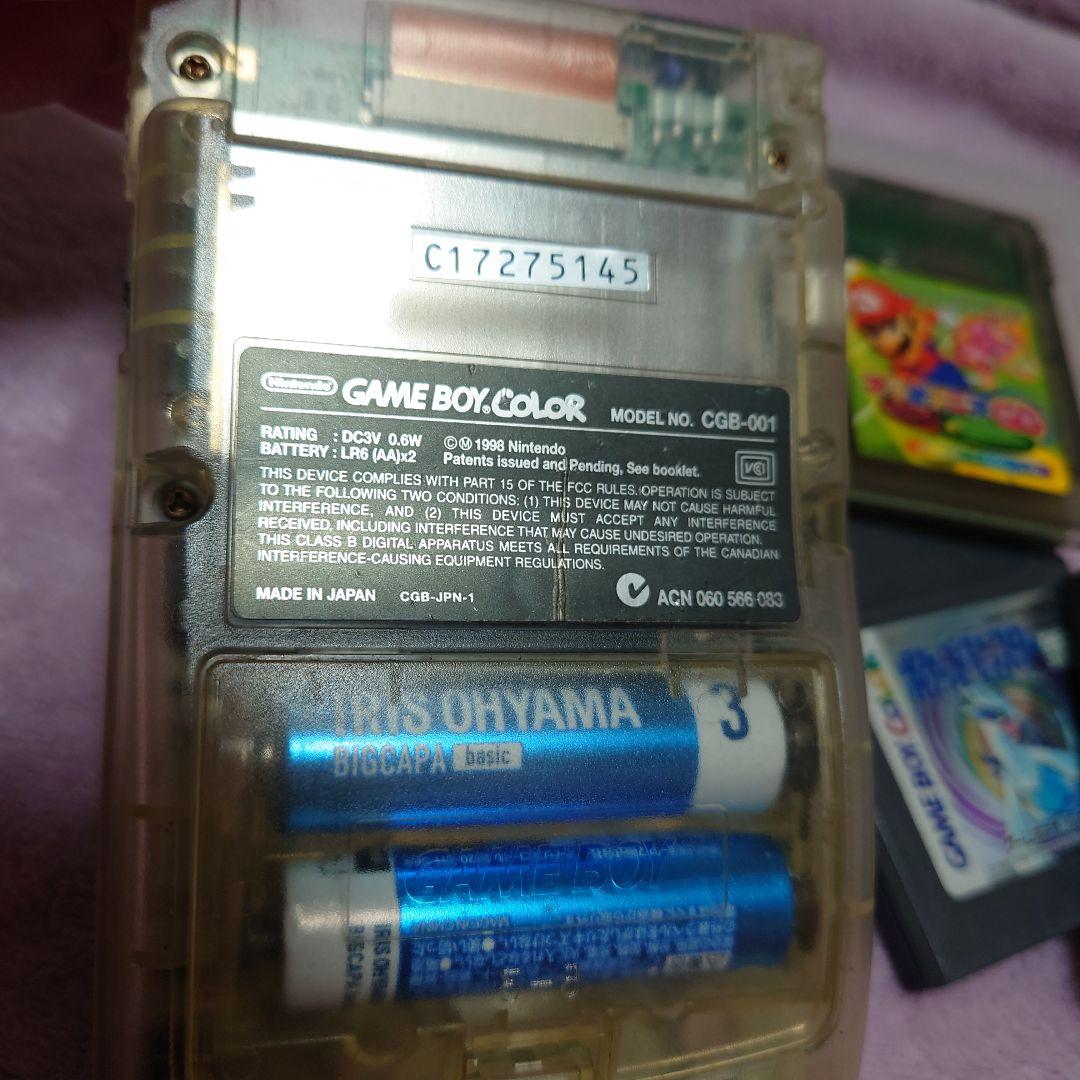 C17275145
Nintendo GAME BOY COLOR MODEL NO. CGB-001
RATING : DC3V 0.6W
BATTERY : LR6 (AA)x2
©Ⓜ 1998 Nintendo
Patents issued and Pending, See booklet.
VCI
THIS DEVICE COMPLIES WITH PART 15 OF THE FCC RULES. OPERATION IS SUBJECT
TO THE FOLLOWING TWO CONDITIONS: (1) THIS DEVICE MAY NOT CAUSE HARMFUL
INTERFERENCE, AND (2) THIS DEVICE MUST ACCEPT ANY INTERFERENCE
RECEIVED, INCLUDING INTERFERENCE THAT MAY CAUSE UNDESIRED OPERATION.
THIS CLASS B DIGITAL APPARATUS MEETS ALL REQUIREMENTS OF THE CANADIAN
INTERFERENCE-CAUSING EQUIPMENT REGULATIONS.
MADE IN JAPAN CGB-JPN-1
ACN 060 566 083
IRIS OHYAMA
BIGCAPA basic
3
GAME BOY
IRIS OHYAMA
BIGCAPA
GAME BOY